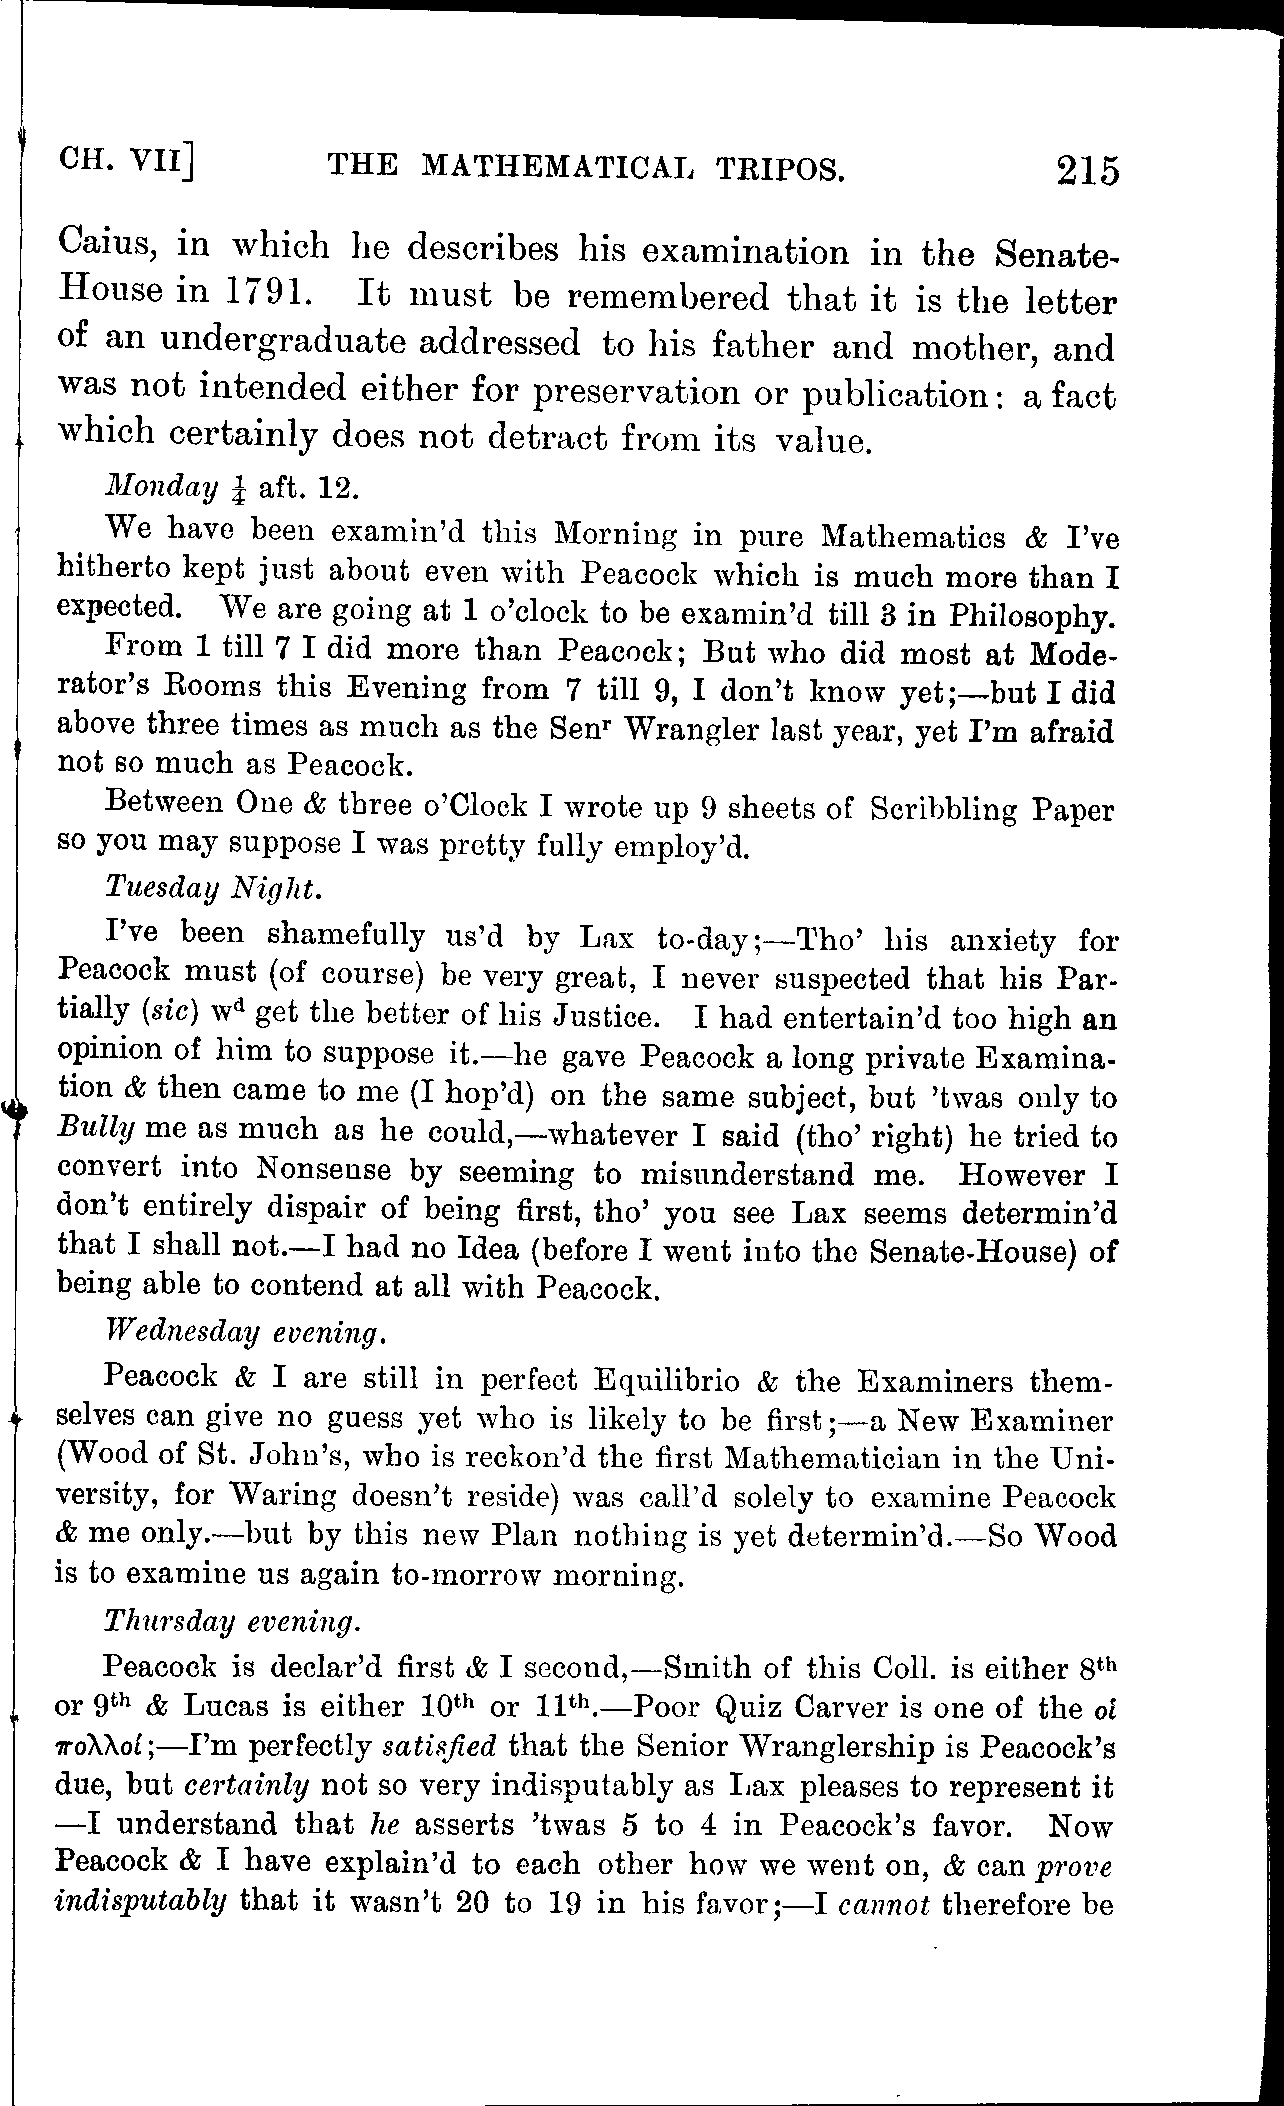 CH. VII] THE MATHEMATICAL TRIPOS. 215
Caius, in which he describes his examination in the Senate-
House in 1791. It must be remembered that it is the letter
of an undergraduate addressed to his father and mother, and
was not intended either for preservation or publication: a fact
which certainly does not detract from its value.
Monday ¼ aft. 12.
We have been examin'd this Morning in pure Mathematics & I've
hitherto kept just about even with Peacock which is much more than I
expected. We are going at 1 o'clock to be examin'd till 3 in Philosophy.
From 1 till 7 I did more than Peacock; But who did most at Mode-
rator's Rooms this Evening from 7 till 9, I don't know yet;—but I did
above three times as much as the Senʳ Wrangler last year, yet I'm afraid
not so much as Peacock.
Between One & three o'Clock I wrote up 9 sheets of Scribbling Paper
so you may suppose I was pretty fully employ'd.
Tuesday Night.
I've been shamefully us'd by Lax to-day;—Tho' his anxiety for
Peacock must (of course) be very great, I never suspected that his Par-
tially (sic) wᵈ get the better of his Justice. I had entertain'd too high an
opinion of him to suppose it.—he gave Peacock a long private Examina-
tion & then came to me (I hop'd) on the same subject, but 'twas only to
Bully me as much as he could,—whatever I said (tho' right) he tried to
convert into Nonsense by seeming to misunderstand me. However I
don't entirely dispair of being first, tho' you see Lax seems determin'd
that I shall not.—I had no Idea (before I went into the Senate-House) of
being able to contend at all with Peacock.
Wednesday evening.
Peacock & I are still in perfect Equilibrio & the Examiners them-
selves can give no guess yet who is likely to be first;—a New Examiner
(Wood of St. John's, who is reckon'd the first Mathematician in the Uni-
versity, for Waring doesn't reside) was call'd solely to examine Peacock
& me only.—but by this new Plan nothing is yet determin'd.—So Wood
is to examine us again to-morrow morning.
Thursday evening.
Peacock is declar'd first & I second,—Smith of this Coll. is either 8ᵗʰ
or 9ᵗʰ & Lucas is either 10ᵗʰ or 11ᵗʰ.—Poor Quiz Carver is one of the οἱ
πολλοί;—I'm perfectly satisfied that the Senior Wranglership is Peacock's
due, but certainly not so very indisputably as Lax pleases to represent it
—I understand that he asserts 'twas 5 to 4 in Peacock's favor. Now
Peacock & I have explain'd to each other how we went on, & can prove
indisputably that it wasn't 20 to 19 in his favor;—I cannot therefore be